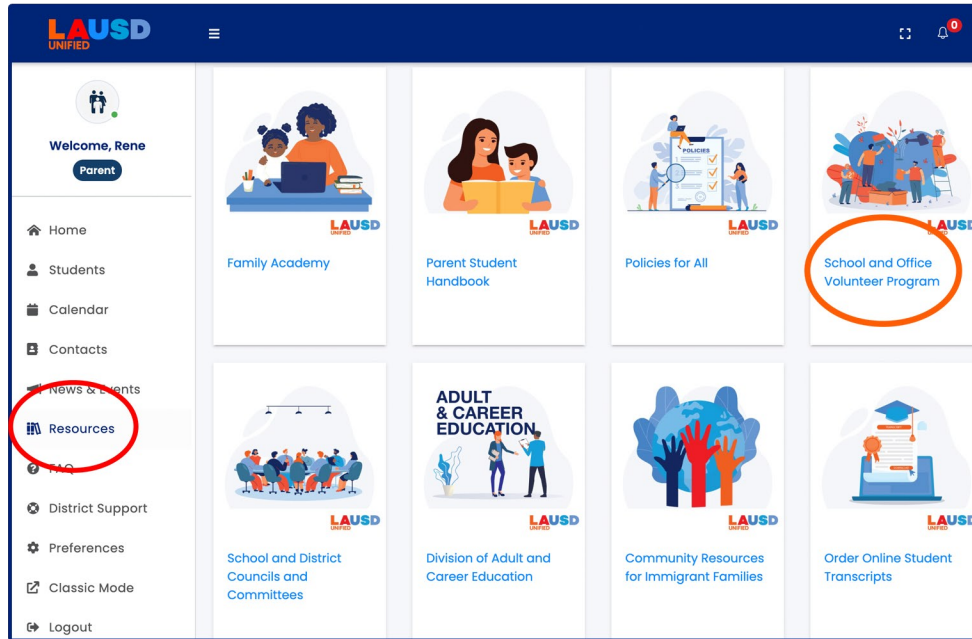 LAUSD
UNIFIED
0
Welcome, Rene
Parent
Home
Students
Calendar
Contacts
News & Events
Resources
FAQ
District Support
Preferences
Classic Mode
Logout
LAUSD
UNIFIED
Family Academy
LAUSD
UNIFIED
Parent Student
Handbook
POLICIES
LAUSD
UNIFIED
Policies for All
LAUSD
UNIFIED
School and Office
Volunteer Program
LAUSD
UNIFIED
School and District
Councils and
Committees
ADULT
& CAREER
EDUCATION
LAUSD
UNIFIED
Division of Adult and
Career Education
LAUSD
UNIFIED
Community Resources
for Immigrant Families
LAUSD
UNIFIED
Order Online Student
Transcripts